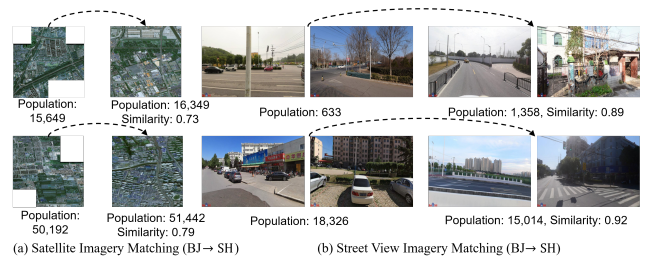 Population:
15,649
Population: 16,349
Similarity: 0.73
Population: 633
Population: 1,358, Similarity: 0.89
Population:
50,192
Population: 51,442
Similarity: 0.79
Population: 18,326
Population: 15,014, Similarity: 0.92
(a) Satellite Imagery Matching (BJ→ SH)
(b) Street View Imagery Matching (BJ→ SH)